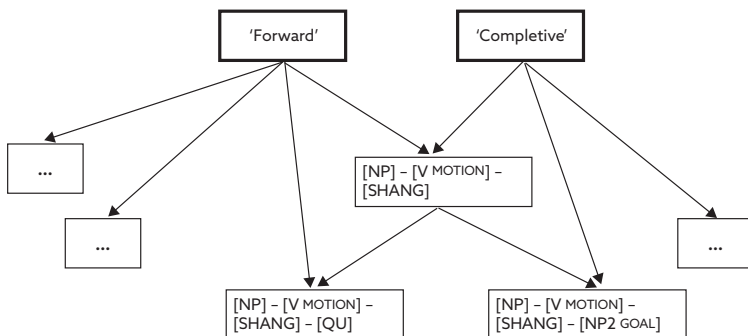 'Forward'
'Completive'
...
[NP] – [V MOTION] –
[SHANG]
...
...
[NP] – [V MOTION] –
[SHANG] – [QU]
[NP] – [V MOTION] –
[SHANG] – [NP2 GOAL]